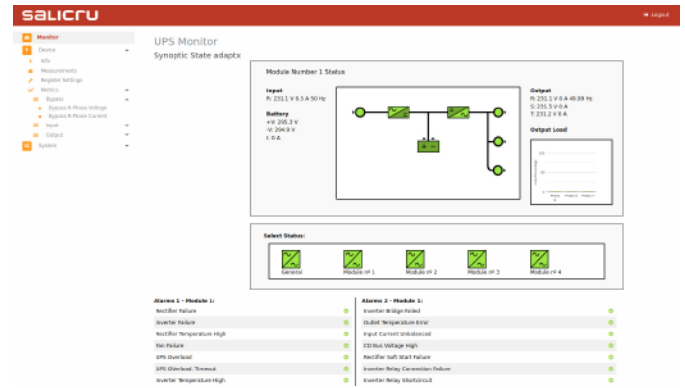 salicru
Logout
Monitor
Device
Info
Measurements
Register Settings
Metrics
Bypass
Bypass R-Phase Voltage
Bypass R-Phase Current
Input
Output
System
UPS Monitor
Synoptic State adaptx
Module Number 1 Status
Input
R: 231.1 V 0.5 A 50 Hz
Battery
+V: 295.3 V
-V: 294.9 V
I: 0 A
Output
R: 231.1 V 0 A 49.99 Hz
S: 231.5 V 0 A
T: 231.2 V 0 A
Output Load
Select Status:
General
Module nº 1
Module nº 2
Module nº 3
Module nº 4
Alarms 1 - Module 1:
Rectifier Failure
Inverter Failure
Rectifier Temperature High
Fan Failure
UPS Overload
UPS Overload Timeout
Inverter Temperature High
Alarms 2 - Module 1:
Inverter Bridge Failed
Outlet Temperature Error
Input Current Unbalanced
CD Bus Voltage High
Rectifier Soft Start Failure
Inverter Relay Connection Failure
Inverter Relay Shortcircuit